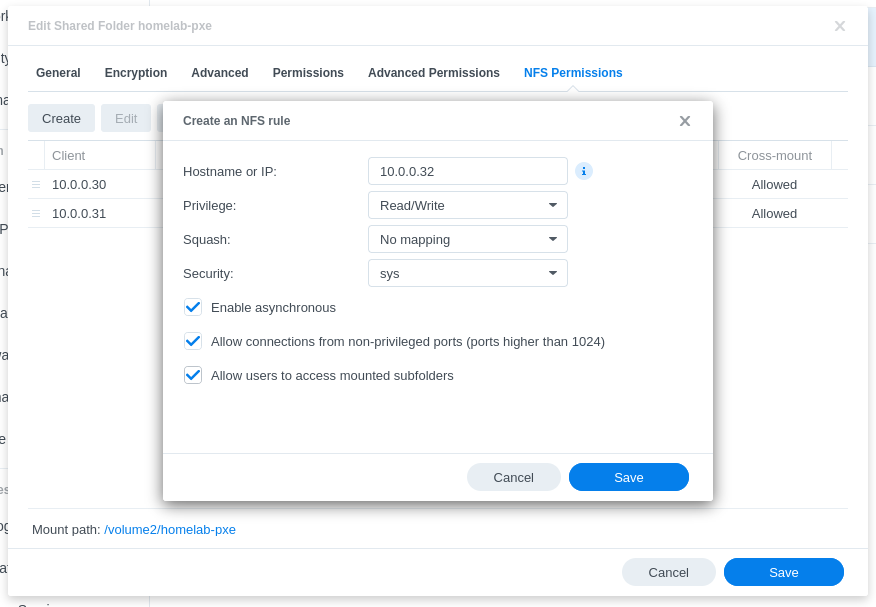 Edit Shared Folder homelab-pxe
General Encryption Advanced Permissions Advanced Permissions NFS Permissions
Create Edit
Create an NFS rule
Client Cross-mount
10.0.0.30 Allowed
10.0.0.31 Allowed
Hostname or IP: 10.0.0.32
Privilege: Read/Write
Squash: No mapping
Security: sys
Enable asynchronous
Allow connections from non-privileged ports (ports higher than 1024)
Allow users to access mounted subfolders
Cancel Save
Mount path: /volume2/homelab-pxe
Cancel Save